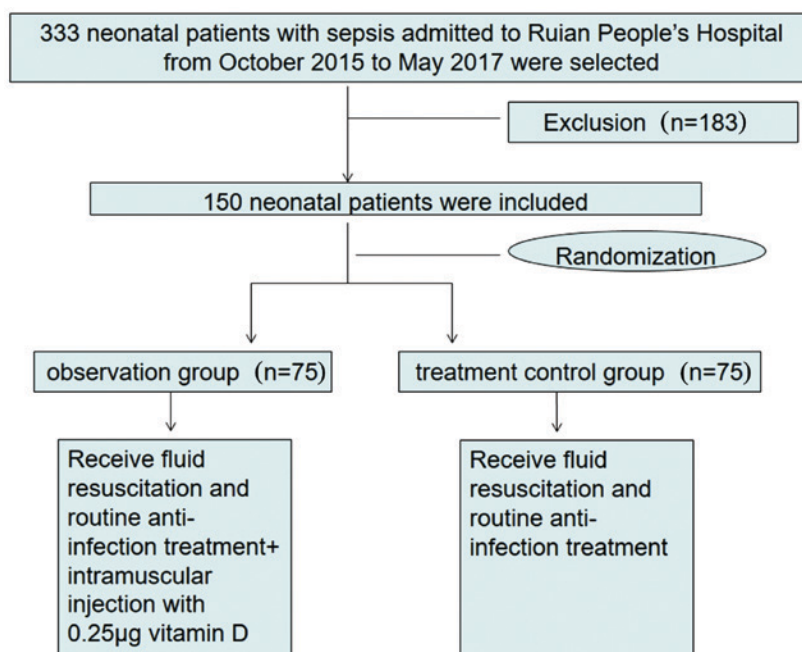 333 neonatal patients with sepsis admitted to Ruian People's Hospital
from October 2015 to May 2017 were selected
Exclusion (n=183)
150 neonatal patients were included
Randomization
observation group (n=75)
treatment control group (n=75)
Receive fluid
resuscitation and
routine anti-
infection treatment+
intramuscular
injection with
0.25μg vitamin D
Receive fluid
resuscitation and
routine anti-
infection treatment